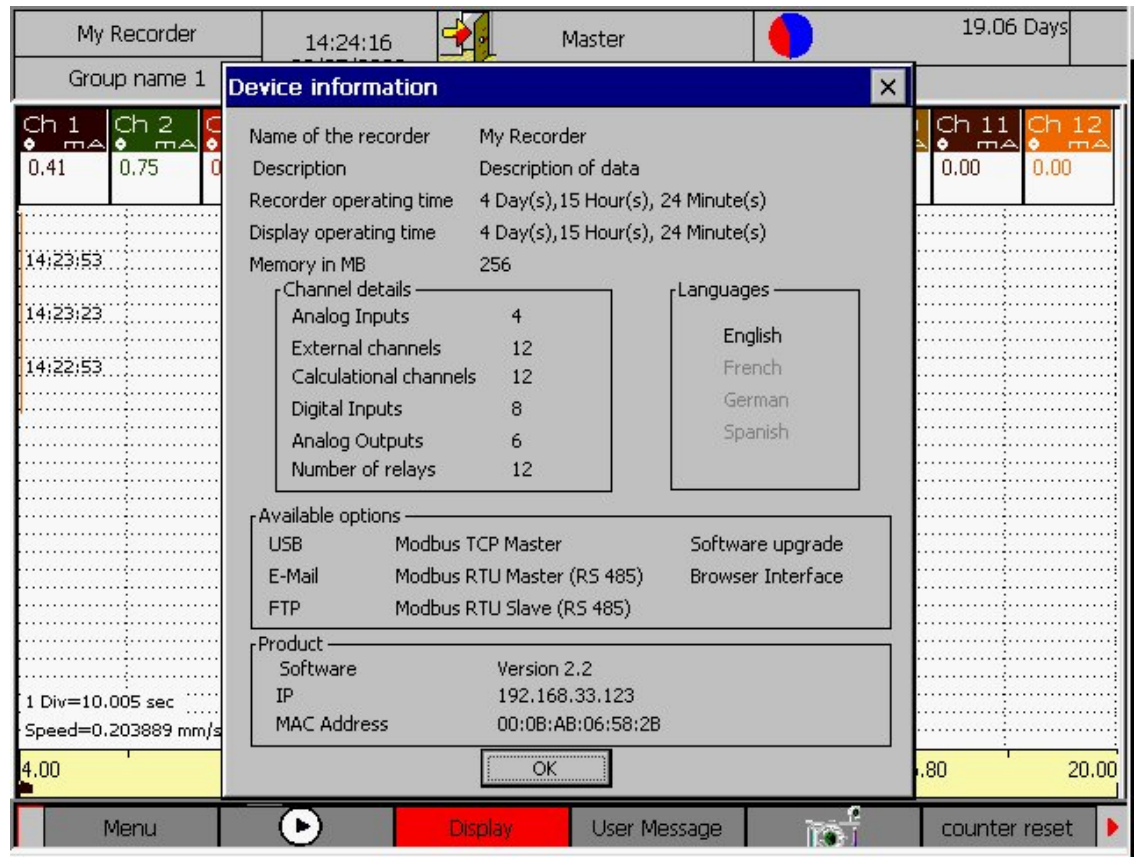 My Recorder
14:24:16
Master
19.06 Days
Group name 1
Device information
Ch 1
mA
0.41
Ch 2
mA
0.75
Ch 11
mA
0.00
Ch 12
mA
0.00
Name of the recorder My Recorder
Description Description of data
Recorder operating time 4 Day(s),15 Hour(s), 24 Minute(s)
Display operating time 4 Day(s),15 Hour(s), 24 Minute(s)
Memory in MB 256
Channel details
Analog Inputs 4
External channels 12
Calculational channels 12
Digital Inputs 8
Analog Outputs 6
Number of relays 12
Languages
English
French
German
Spanish
Available options
USB Modbus TCP Master Software upgrade
E-Mail Modbus RTU Master (RS 485) Browser Interface
FTP Modbus RTU Slave (RS 485)
Product
Software Version 2.2
IP 192.168.33.123
MAC Address 00:0B:AB:06:58:2B
OK
14:23:53
14:23:23
14:22:53
1 Div=10.005 sec
Speed=0.203889 mm/s
4.00
.80
20.00
Menu
Display
User Message
counter reset